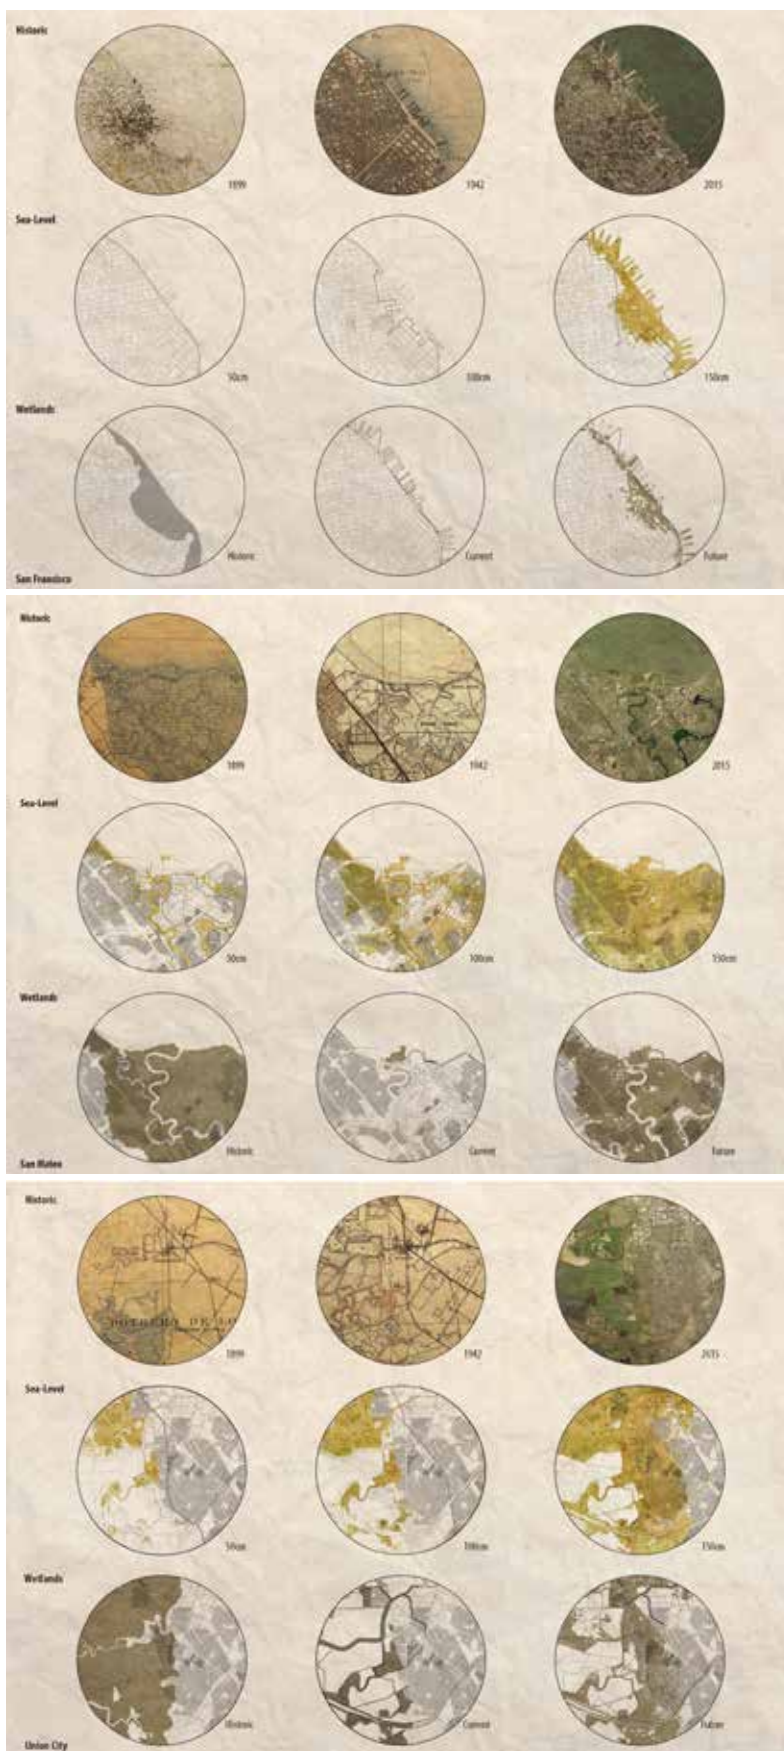 Historic
1899
1942
2015
Sea-Level
50cm
100cm
150cm
Wetlands
Historic
Current
Future
San Francisco
Historic
1899
1942
2015
Sea-Level
50cm
100cm
150cm
Wetlands
Historic
Current
Future
San Mateo
Historic
1899
1942
2015
Sea-Level
50cm
100cm
150cm
Wetlands
Historic
Current
Future
Union City